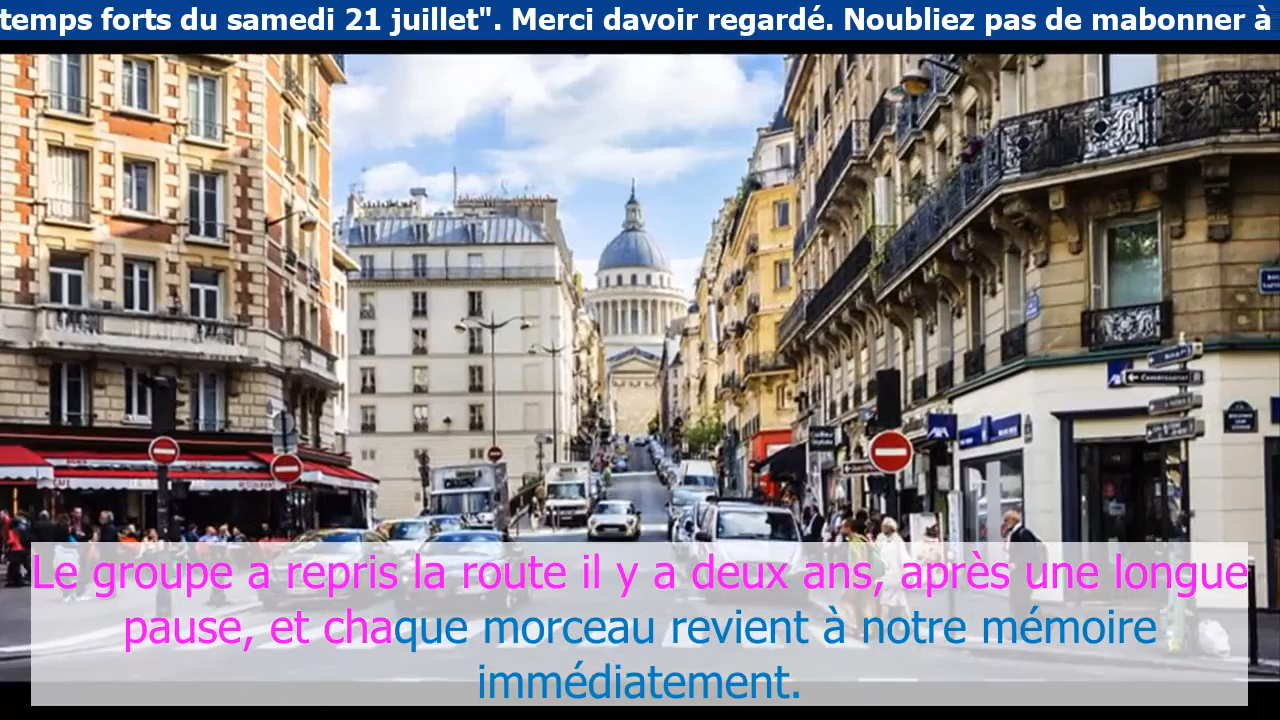 temps forts du samedi 21 juillet". Merci davoir regardé. Noubliez pas de mabonner à
AXA
Le groupe a repris la route il y a deux ans, après une longue
pause, et chaque morceau revient à notre mémoire
immédiatement.